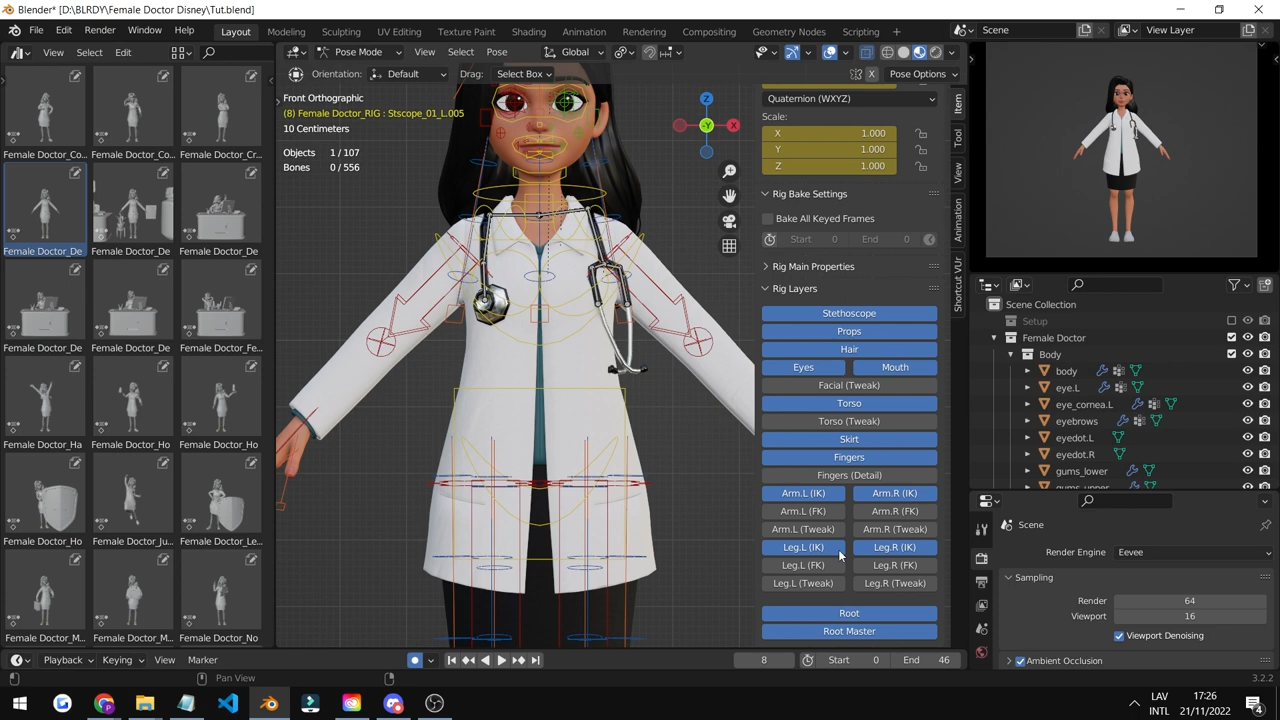 Blender* [D:\BLRDY\Female Doctor Disney\Tut.blend]
File Edit Render Window Help Layout Modeling Sculpting UV Editing Texture Paint Shading Animation Rendering Compositing Geometry Nodes Scripting + Scene View Layer
View Select Edit Pose Mode View Select Pose Global
Orientation: Default Drag: Select Box X Pose Options
Front Orthographic
(8) Female Doctor_RIG : Stscope_01_L.005
10 Centimeters
Objects 1 / 107
Bones 0 / 556
Female Doctor_Co... Female Doctor_Co... Female Doctor_Cr...
Female Doctor_De Female Doctor_De Female Doctor_De
Female Doctor_De Female Doctor_De Female Doctor_Fe...
Female Doctor_Ha Female Doctor_Ho Female Doctor_Ho
Female Doctor_Ho Female Doctor_Ju... Female Doctor_Le...
Female Doctor_M... Female Doctor_M... Female Doctor_No
Z
-Y
X
Quaternion (WXYZ)
Scale:
X 1.000
Y 1.000
Z 1.000
Rig Bake Settings
Bake All Keyed Frames
Start 0 End 0
Rig Main Properties
Rig Layers
Stethoscope
Props
Hair
Eyes Mouth
Facial (Tweak)
Torso
Torso (Tweak)
Skirt
Fingers
Fingers (Detail)
Arm.L (IK) Arm.R (IK)
Arm.L (FK) Arm.R (FK)
Arm.L (Tweak) Arm.R (Tweak)
Leg.L (IK) Leg.R (IK)
Leg.L (FK) Leg.R (FK)
Leg.L (Tweak) Leg.R (Tweak)
Root
Root Master
Item
Tool
View
Animation
Shortcut VUr
Scene Collection
Setup
Female Doctor
Body
body
eye.L
eye_cornea.L
eyebrows
eyedot.L
eyedot.R
gums_lower
gums_upper
Scene
Render Engine Eevee
Sampling
Render 64
Viewport 16
Viewport Denoising
Ambient Occlusion
Playback Keying View Marker 8 Start 0 End 46
Pan View 3.2.2
LAV
INTL
17:26
21/11/2022
4